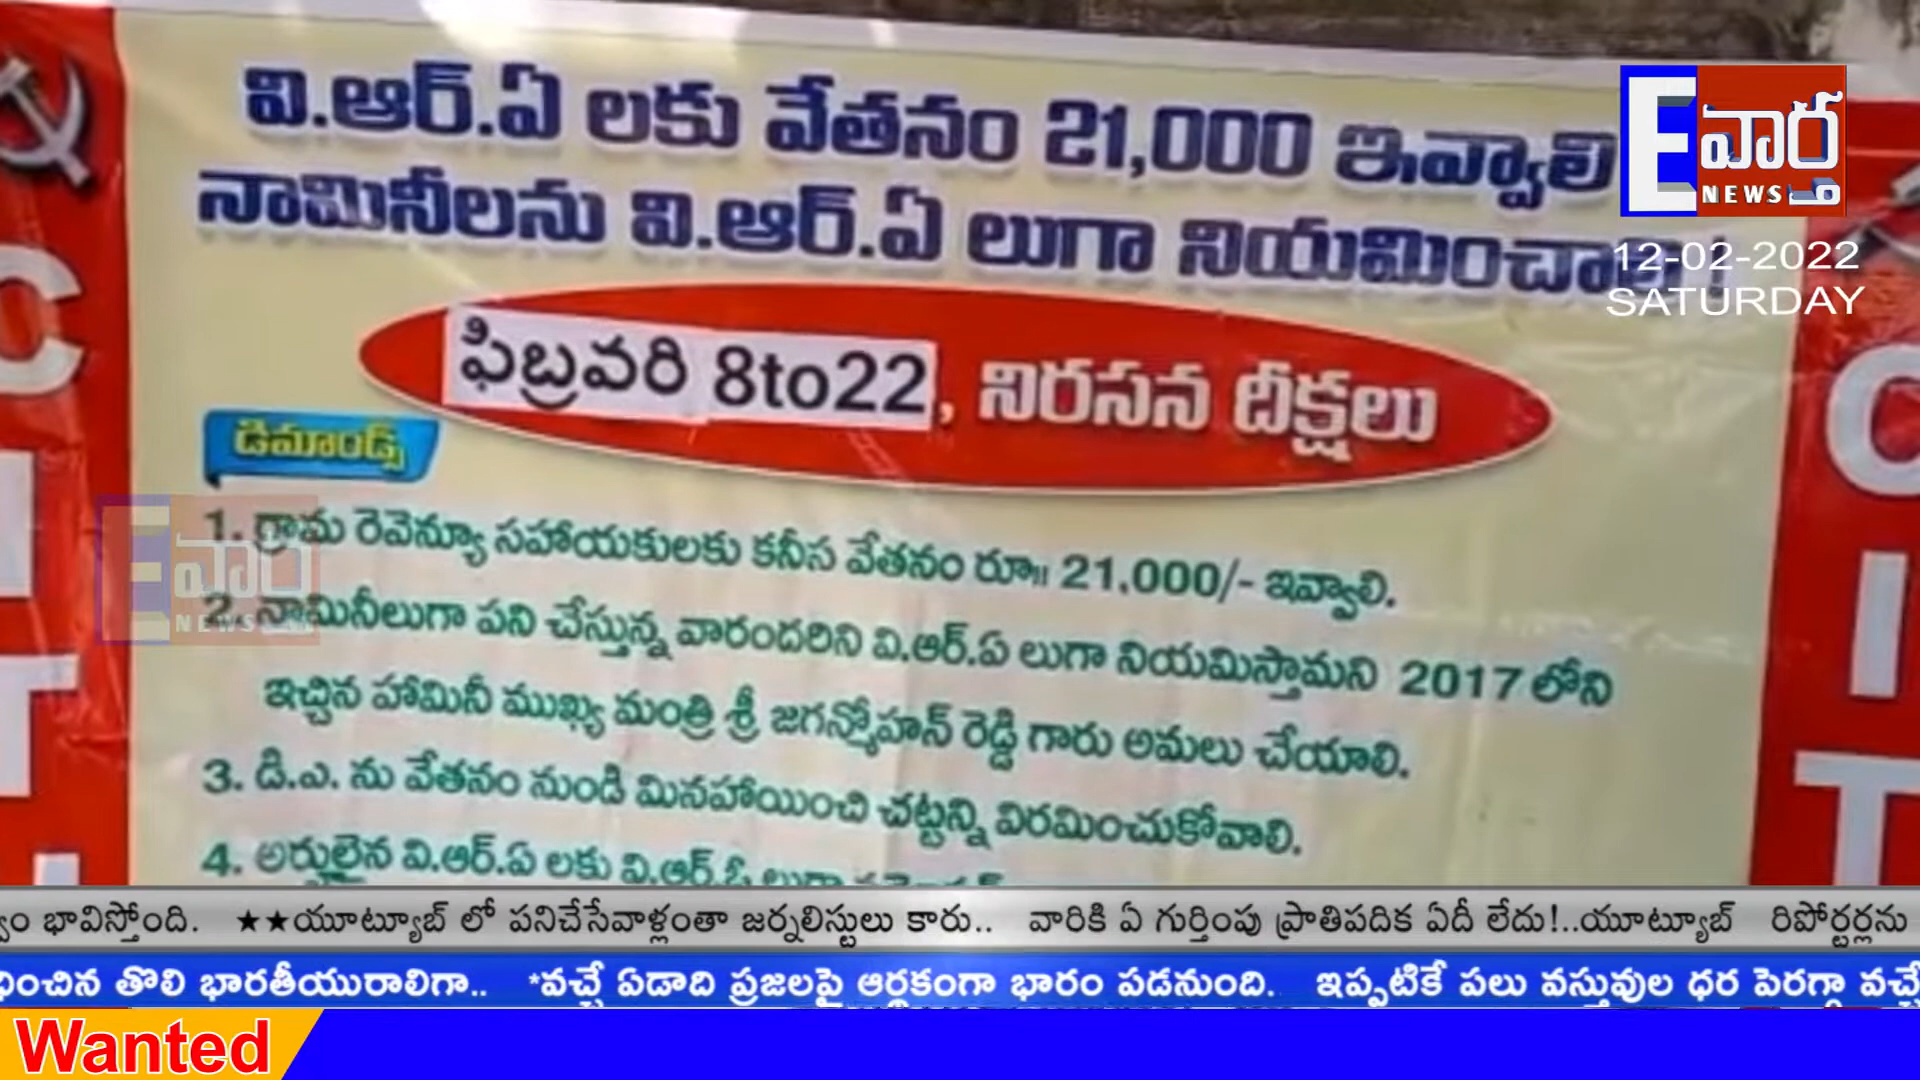 వి.ఆర్.ఏ లకు వేతనం 21,000 ఇవ్వాలి
నామినీలను వి.ఆర్.ఏ లుగా నియమించాలి
ఫిబ్రవరి 8to22, నిరసన దీక్షలు
డిమాండ్స్
1. గ్రామ రెవెన్యూ సహాయకులకు కనీస వేతనం రూ॥ 21.000/- ఇవ్వాలి.
2. నామినీలుగా పని చేస్తున్న వారందరిని వి.ఆర్.ఏ లుగా నియమిస్తామని 2017 లోని
ఇచ్చిన హామిని ముఖ్య మంత్రి శ్రీ జగన్మోహన్ రెడ్డి గారు అమలు చేయాలి.
3. డి.ఎ. ను వేతనం నుండి మినహాయించి చట్టన్ని విరమించుకోవాలి.
4. అర్హులైన వి.ఆర్.ఏ లకు వి.ఆర్.ఓ లుగా
C
I
T
C
I
T
E వార్త
NEWS
12-02-2022
SATURDAY
E వార్త
NEWS
భావిస్తోంది. ★★యూట్యూబ్ లో పనిచేసేవాళ్లంతా జర్నలిస్టులు కారు.. వారికి ఏ గుర్తింపు ప్రాతిపదిక ఏదీ లేదు!..యూట్యూబ్ రిపోర్టర్లను
తొలి భారతీయురాలిగా.. *వచ్చే ఏడాది ప్రజలపై ఆర్థికంగా భారం పడనుంది. ఇప్పటికే పలు వస్తువుల ధర పెరగ్గా వచ్చే
Wanted